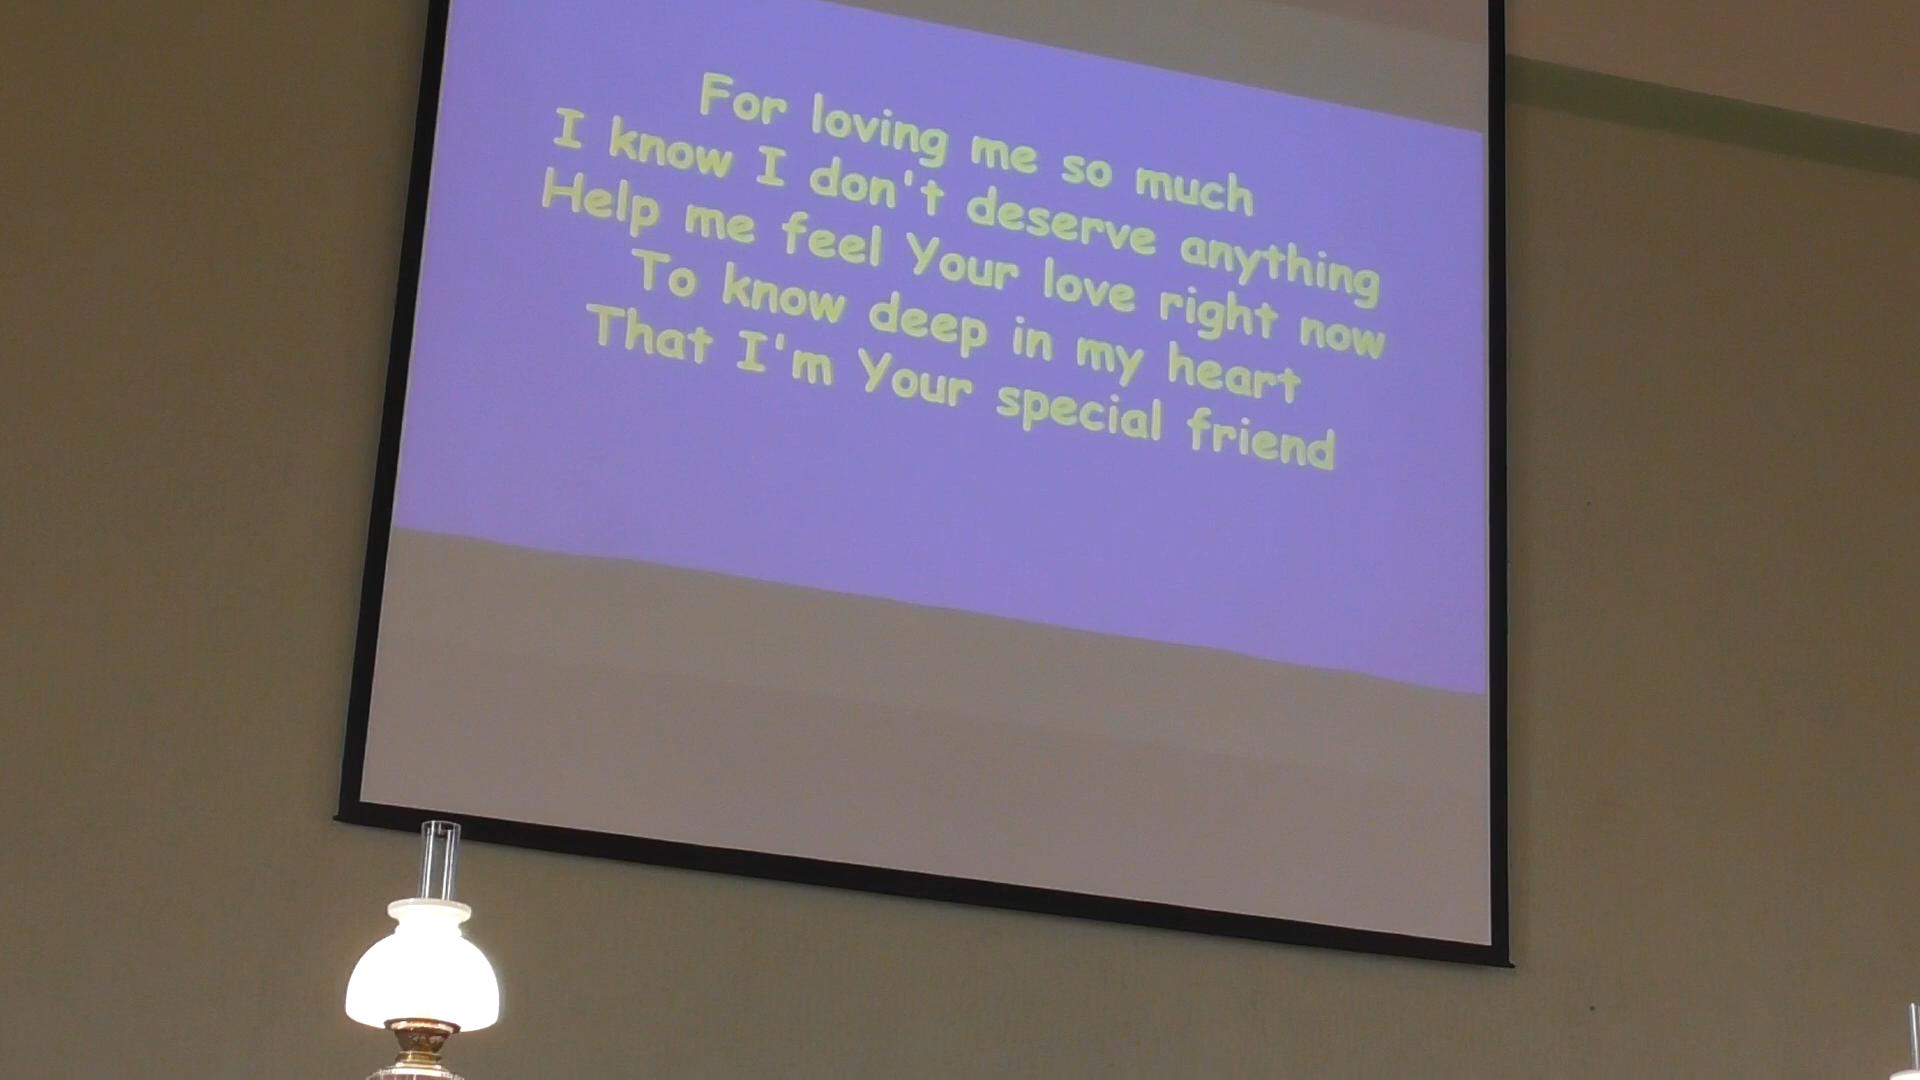 For loving me so much
I know I don't deserve anything
Help me feel Your love right now
To know deep in my heart
That I'm Your special friend